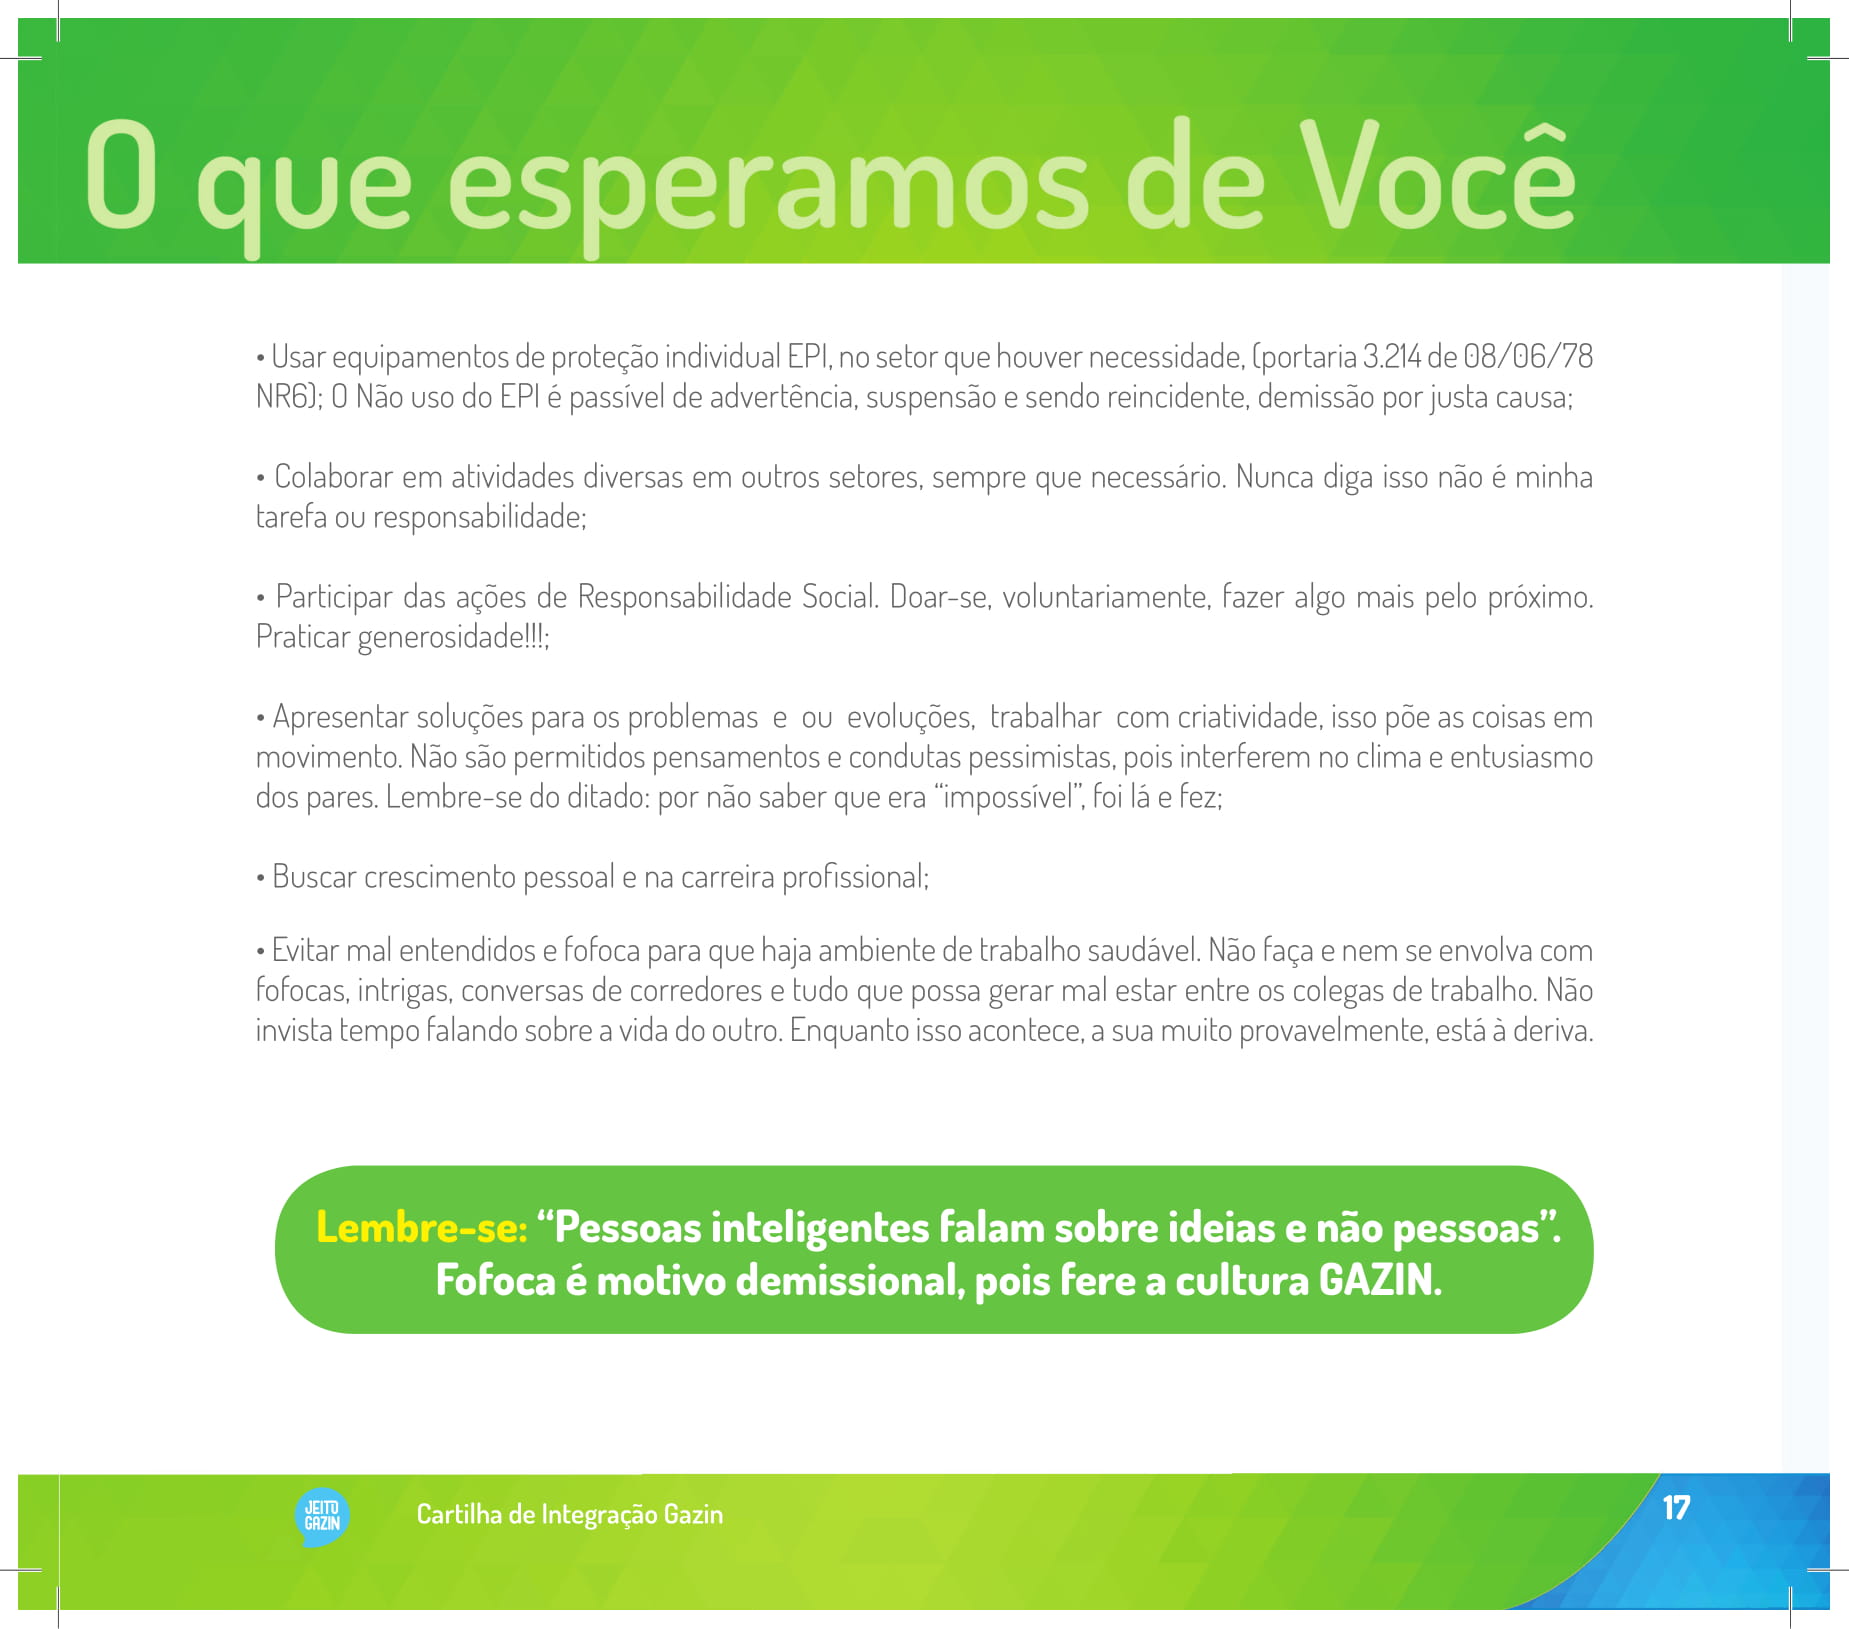 O que esperamos de Você
• Usar equipamentos de proteção individual EPI, no setor que houver necessidade, (portaria 3.214 de 08/06/78
NR6); O Não uso do EPI é passível de advertência, suspensão e sendo reincidente, demissão por justa causa;
• Colaborar em atividades diversas em outros setores, sempre que necessário. Nunca diga isso não é minha
tarefa ou responsabilidade;
• Participar das ações de Responsabilidade Social. Doar-se, voluntariamente, fazer algo mais pelo próximo.
Praticar generosidade!!!;
• Apresentar soluções para os problemas e ou evoluções, trabalhar com criatividade, isso põe as coisas em
movimento. Não são permitidos pensamentos e condutas pessimistas, pois interferem no clima e entusiasmo
dos pares. Lembre-se do ditado: por não saber que era “impossível”, foi lá e fez;
• Buscar crescimento pessoal e na carreira profissional;
• Evitar mal entendidos e fofoca para que haja ambiente de trabalho saudável. Não faça e nem se envolva com
fofocas, intrigas, conversas de corredores e tudo que possa gerar mal estar entre os colegas de trabalho. Não
invista tempo falando sobre a vida do outro. Enquanto isso acontece, a sua muito provavelmente, está à deriva.
Lembre-se: “Pessoas inteligentes falam sobre ideias e não pessoas”.
Fofoca é motivo demissional, pois fere a cultura GAZIN.
JEITO
GAZIN
Cartilha de Integração Gazin
17